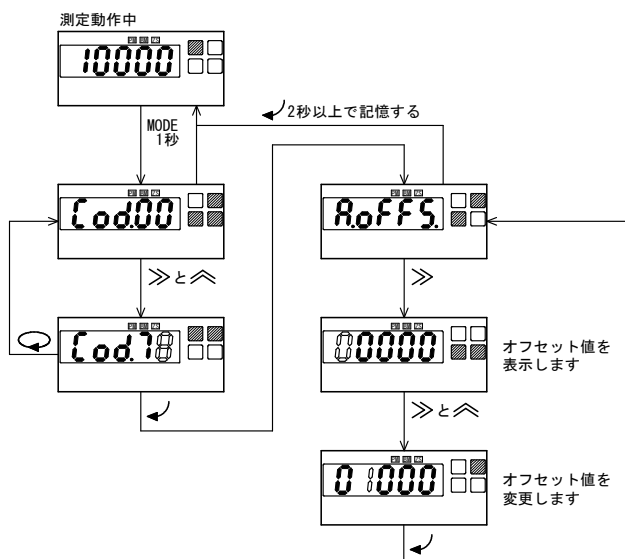 測定動作中
10000
2秒以上で記憶する
MODE
1秒
Cod.00
A.oFFS.
≫と︽
≫
Cod.78
00000
オフセット値を
表示します
≫と︽
01000
オフセット値を
変更します